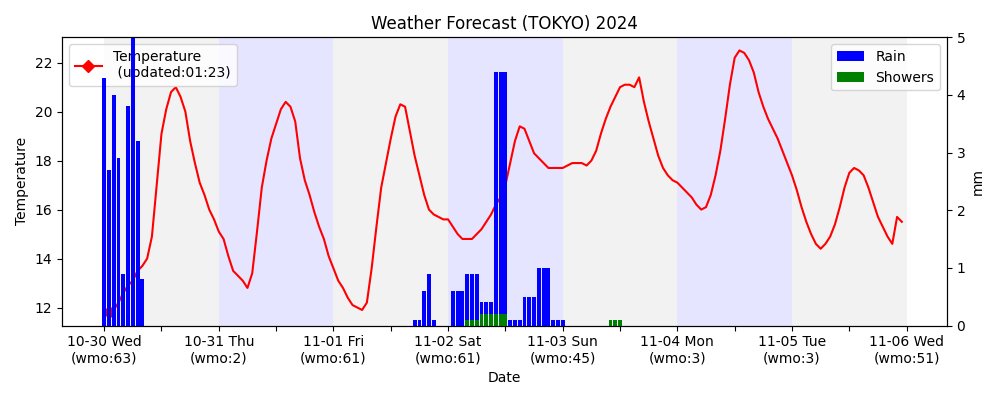 Weather Forecast (TOKYO) 2024
Temperature
(updated:01:23)
Rain
Showers
Temperature
22
20
18
16
14
12
5
4
3
2
1
0
mm
10-30 Wed
(wmo:63)
10-31 Thu
(wmo:2)
11-01 Fri
(wmo:61)
11-02 Sat
(wmo:61)
11-03 Sun
(wmo:45)
11-04 Mon
(wmo:3)
11-05 Tue
(wmo:3)
11-06 Wed
(wmo:51)
Date